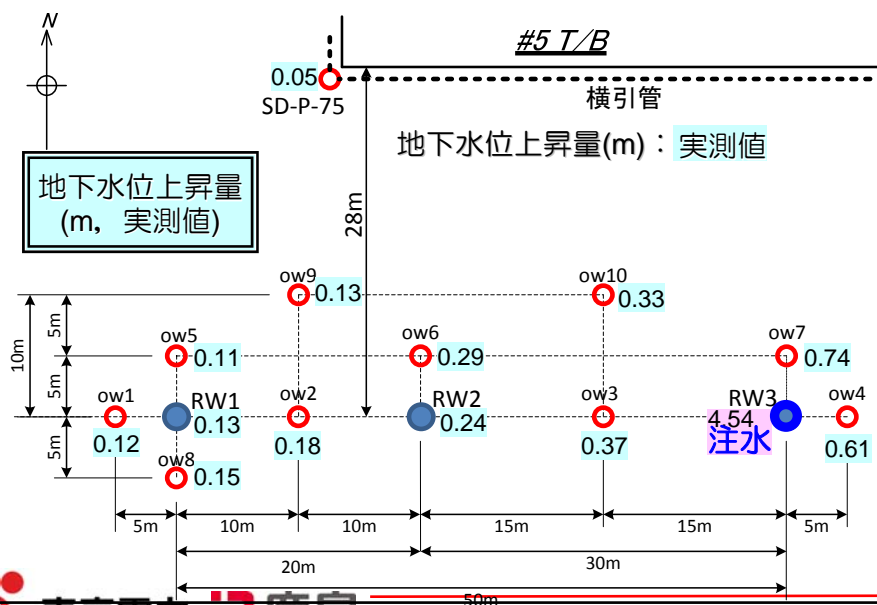 N
#5 T/B
0.05
SD-P-75
横引管
地下水位上昇量(m)：実測値
地下水位上昇量
(m, 実測値)
28m
ow9
0.13
ow10
0.33
10m
5m
5m
5m
ow5
0.11
ow6
0.29
ow7
0.74
ow1
0.12
RW1
0.13
ow2
0.18
RW2
0.24
ow3
0.37
RW3
4.54
注水
ow4
0.61
ow8
0.15
5m
10m
10m
15m
15m
5m
20m
30m
50m